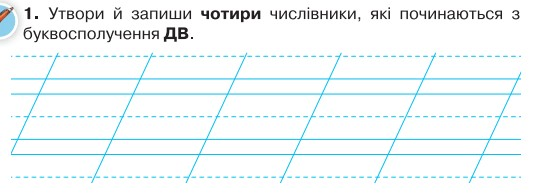 1. Утвори й запиши чотири числівники, які починаються з
буквосполучення ДВ.